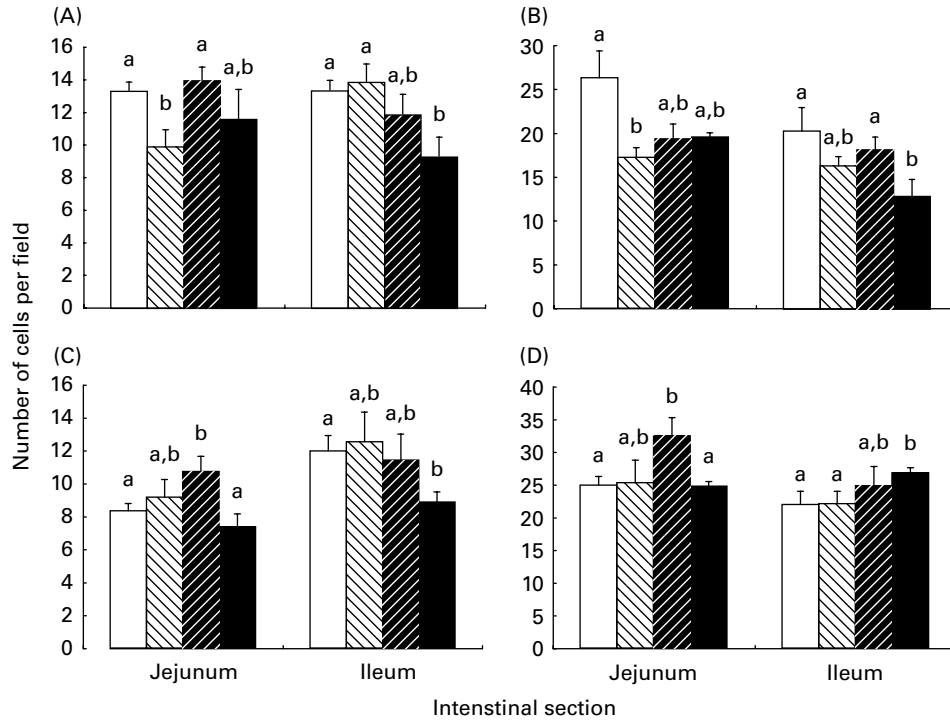 (A)
16
14
12
10
8
6
4
2
0
a
b
a
a,b
a
a
a,b
b
(B)
30
25
20
15
10
5
0
a
b
a,b
a,b
a
a,b
a
b
Number of cells per field
(C)
16
14
12
10
8
6
4
2
0
a
a,b
b
a
a
a,b
a,b
b
Jejunum
Ileum
(D)
40
35
30
25
20
25
10
5
0
a
a,b
b
a
a
a
a,b
b
Jejunum
Ileum
Intenstinal section